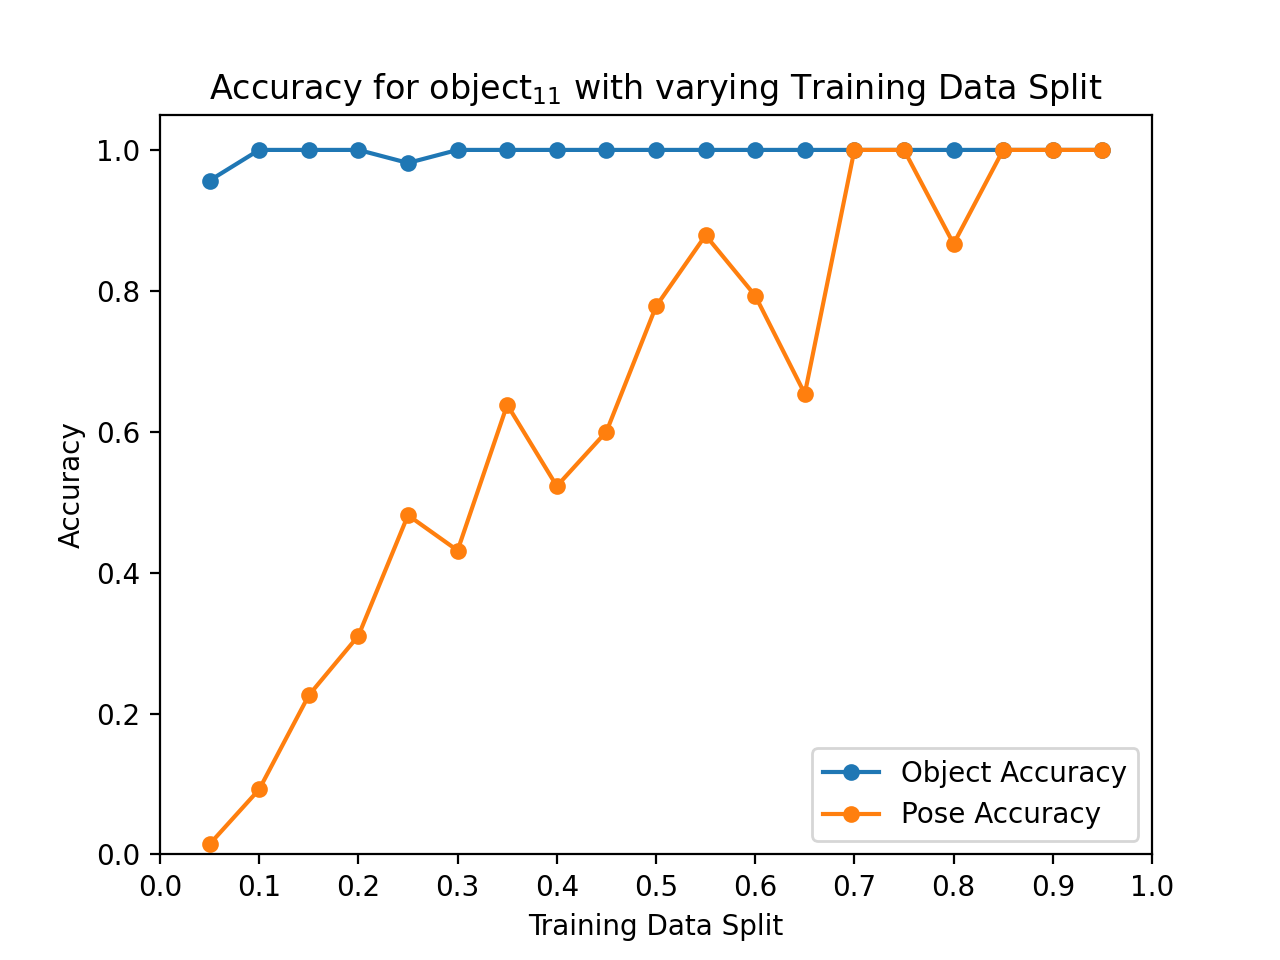 Accuracy for object₁₁ with varying Training Data Split
1.0
0.8
0.6
0.4
0.2
0.0
Accuracy
Object Accuracy
Pose Accuracy
0.0 0.1 0.2 0.3 0.4 0.5 0.6 0.7 0.8 0.9 1.0
Training Data Split